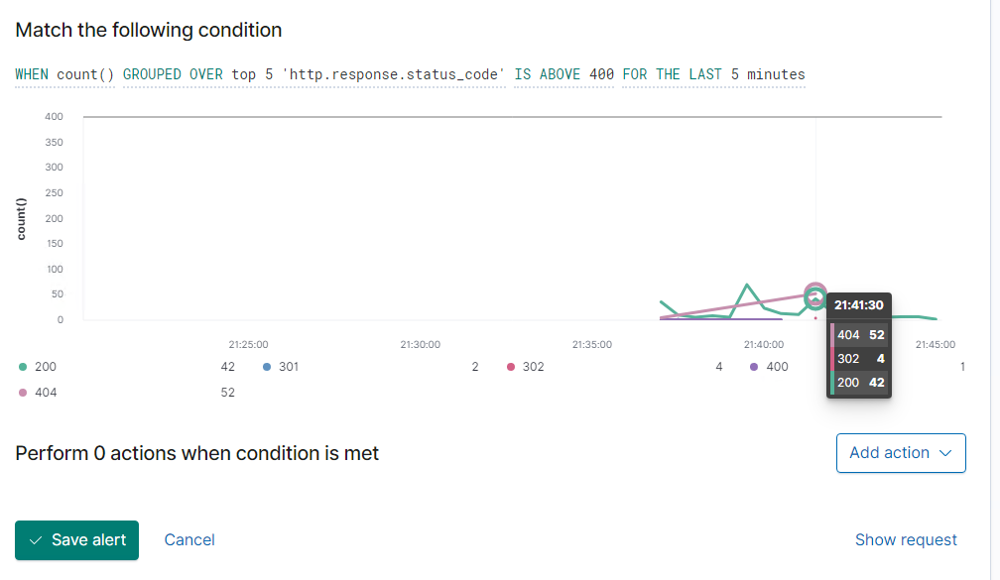 Match the following condition
WHEN count() GROUPED OVER top 5 'http.response.status_code' IS ABOVE 400 FOR THE LAST 5 minutes
400
350
300
250
200
150
100
50
0
count()
21:25:00 21:30:00 21:35:00 21:40:00 21:45:00
21:41:30
404 52
302 4
200 42
200 42 301 2 302 4 400 1
404 52
Perform 0 actions when condition is met
Add action
Save alert Cancel Show request